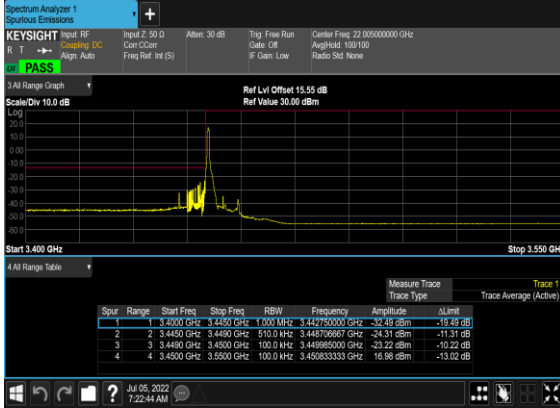 Spectrum Analyzer 1
Spurious Emissions
+
KEYSIGHT Input: RF Input Z: 50 Ω Atten: 30 dB Trig: Free Run Center Freq: 22.005000000 GHz
R T Coupling: DC Corr CCorr Gate: Off Avg|Hold: 100/100
Align: Auto Freq Ref: Int (S) IF Gain: Low Radio Std: None
PASS
3 All Range Graph Ref Lvl Offset 15.55 dB
Scale/Div 10.0 dB Ref Value 30.00 dBm
Log
20.0
10.0
0.00
-10.0
-20.0
-30.0
-40.0
-50.0
-60.0
Start 3.400 GHz Stop 3.550 GH
4 All Range Table
Measure Trace Trace 1
Trace Type Trace Average (Active)
Spur Range Start Freq Stop Freq RBW Frequency Amplitude ΔLimit
1 1 3.4000 GHz 3.4450 GHz 1.000 MHz 3.442750000 GHz -32.49 dBm -19.49 dB
2 2 3.4450 GHz 3.4490 GHz 510.0 kHz 3.448706667 GHz -24.31 dBm -11.31 dB
3 3 3.4490 GHz 3.4500 GHz 100.0 kHz 3.449985000 GHz -23.22 dBm -10.22 dB
4 4 3.4500 GHz 3.5500 GHz 100.0 kHz 3.450833333 GHz 16.98 dBm -13.02 dB
? Jul 05, 2022
7:22:44 AM